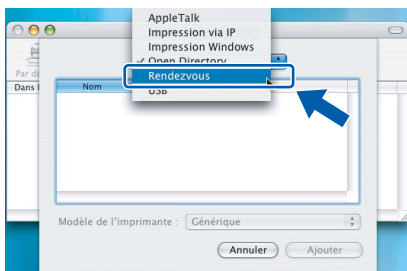 AppleTalk
Impression via IP
Impression Windows
✓ Open Directory
Rendezvous
USB
Par dé
Dans l
Nom
Modèle de l'imprimante : Générique
Annuler
Ajouter